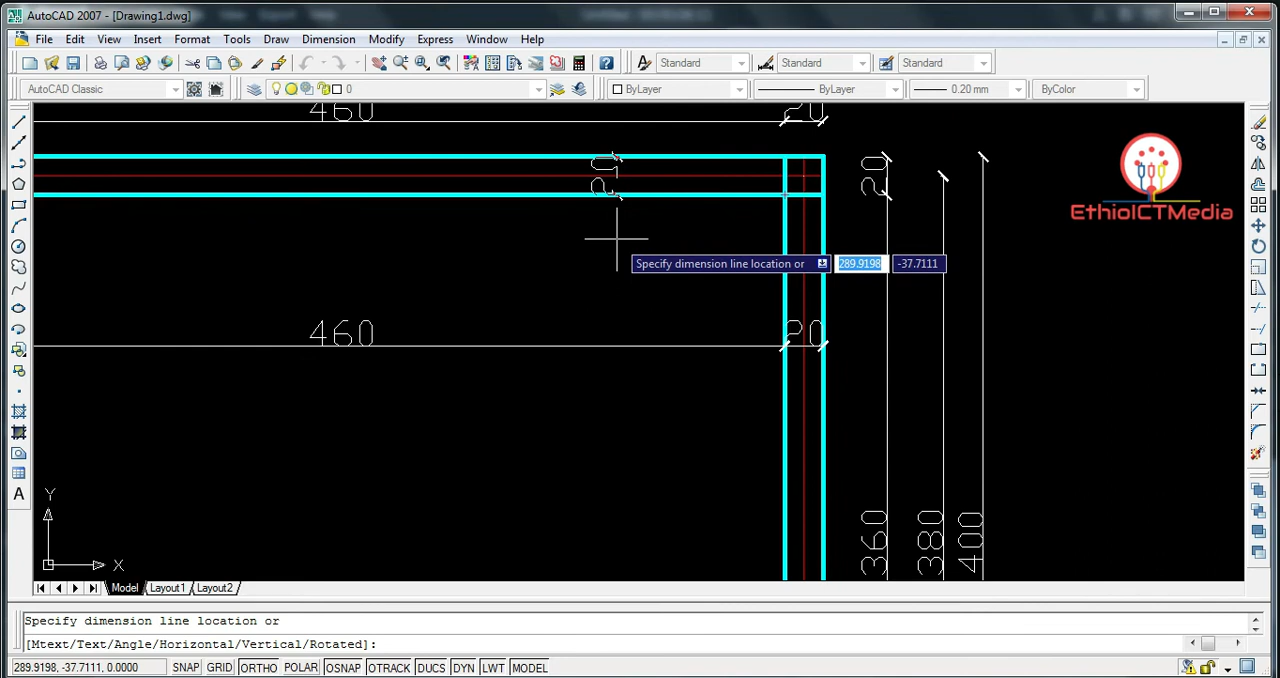 AutoCAD 2007 - [Drawing1.dwg]
File Edit View Insert Format Tools Draw Dimension Modify Express Window Help
Standard Standard Standard
AutoCAD Classic 0 ByLayer ByLayer 0.20 mm ByColor
460 20
20 20
EthioICTMedia
Specify dimension line location or 289.9198 -37.7111
460 20
360 380 400
Y
X
Model Layout1 Layout2
Specify dimension line location or
[Mtext/Text/Angle/Horizontal/Vertical/Rotated]:
289.9198, -37.7111, 0.0000 SNAP GRID ORTHO POLAR OSNAP OTRACK DUCS DYN LWT MODEL